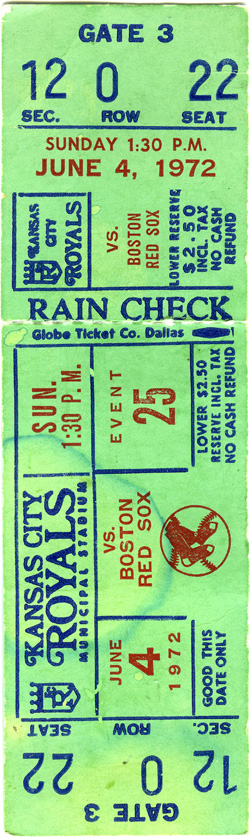 GATE 3
12 0 22
SEC. ROW SEAT
SUNDAY 1:30 P.M.
JUNE 4, 1972
KANSAS
CITY
ROYALS
VS.
BOSTON
RED SOX
LOWER RESERVE
$2.50
INCL. TAX
NO CASH
REFUND
RAIN CHECK
Globe Ticket Co. Dallas
SUN.
1:30 P.M.
EVENT 25
LOWER $2.50
RESERVE INCL. TAX
NO CASH REFUND
KANSAS CITY
ROYALS
MUNICIPAL STADIUM
VS.
BOSTON
RED SOX
JUNE
4
1972
GOOD THIS
DATE ONLY
SEC. ROW SEAT
12 0 22
GATE 3